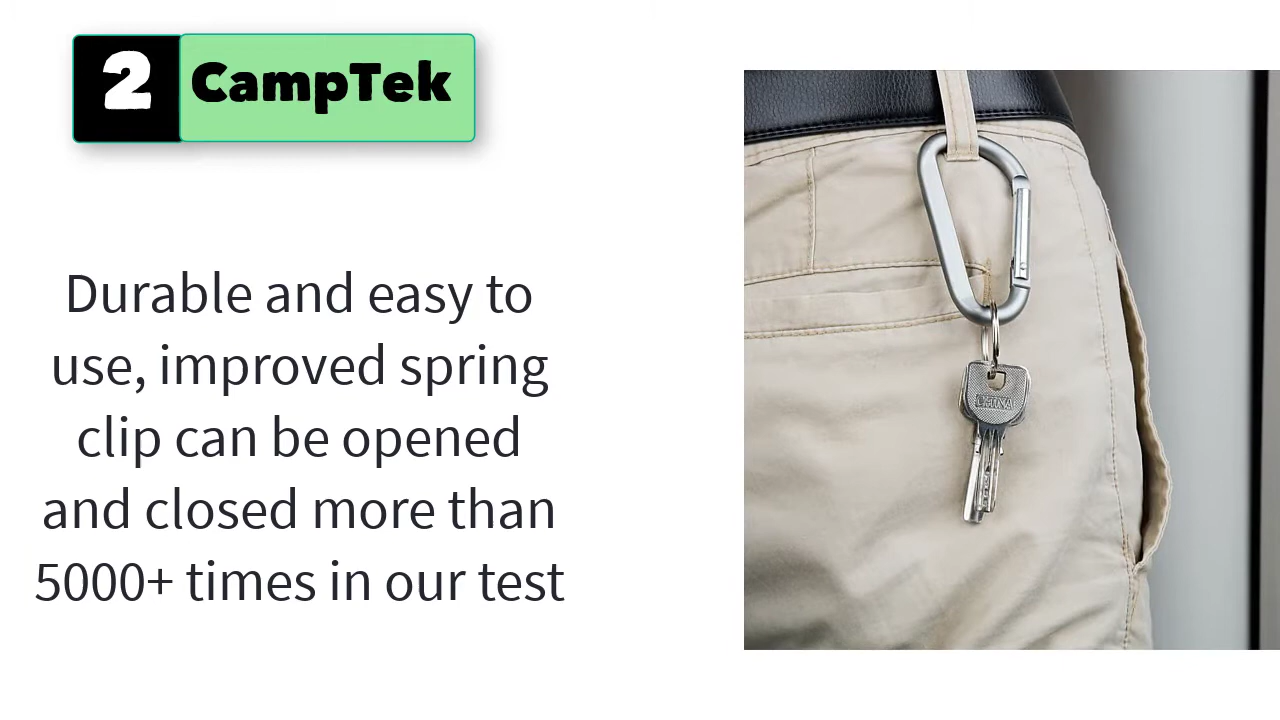 2 CampTek
Durable and easy to
use, improved spring
clip can be opened
and closed more than
5000+ times in our test
CHINA